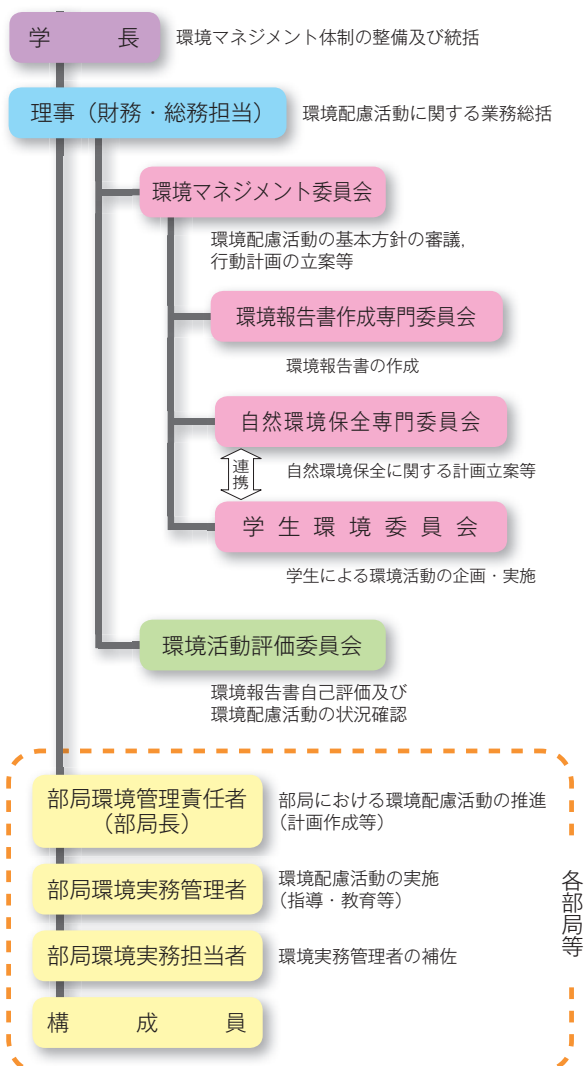 学　　長
環境マネジメント体制の整備及び統括
理事（財務・総務担当）
環境配慮活動に関する業務総括
環境マネジメント委員会
環境配慮活動の基本方針の審議,
行動計画の立案等
環境報告書作成専門委員会
環境報告書の作成
自然環境保全専門委員会
連携
自然環境保全に関する計画立案等
学生環境委員会
学生による環境活動の企画・実施
環境活動評価委員会
環境報告書自己評価及び
環境配慮活動の状況確認
部局環境管理責任者
（部局長）
部局における環境配慮活動の推進
（計画作成等）
部局環境実務管理者
環境配慮活動の実施
（指導・教育等）
部局環境実務担当者
環境実務管理者の補佐
構　成　員
各部局等